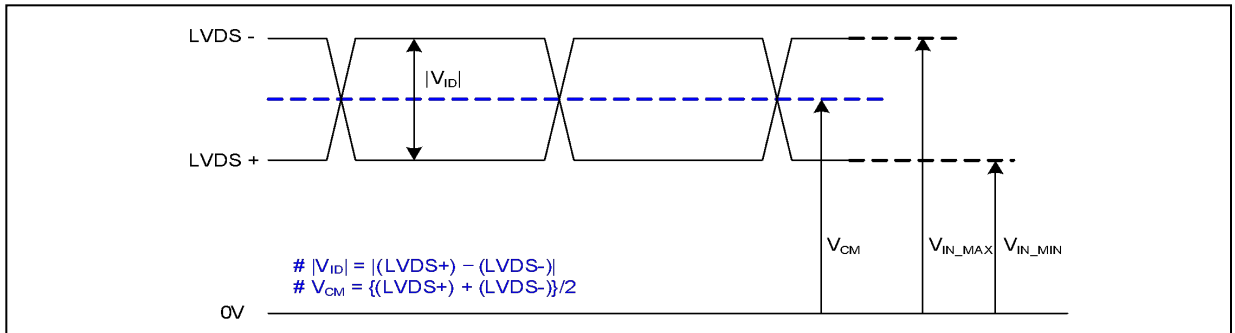 LVDS -
|VID|
LVDS +
VCM
VIN_MAX
VIN_MIN
# |VID| = |(LVDS+) – (LVDS-)|
# VCM = {(LVDS+) + (LVDS-)}/2
0V